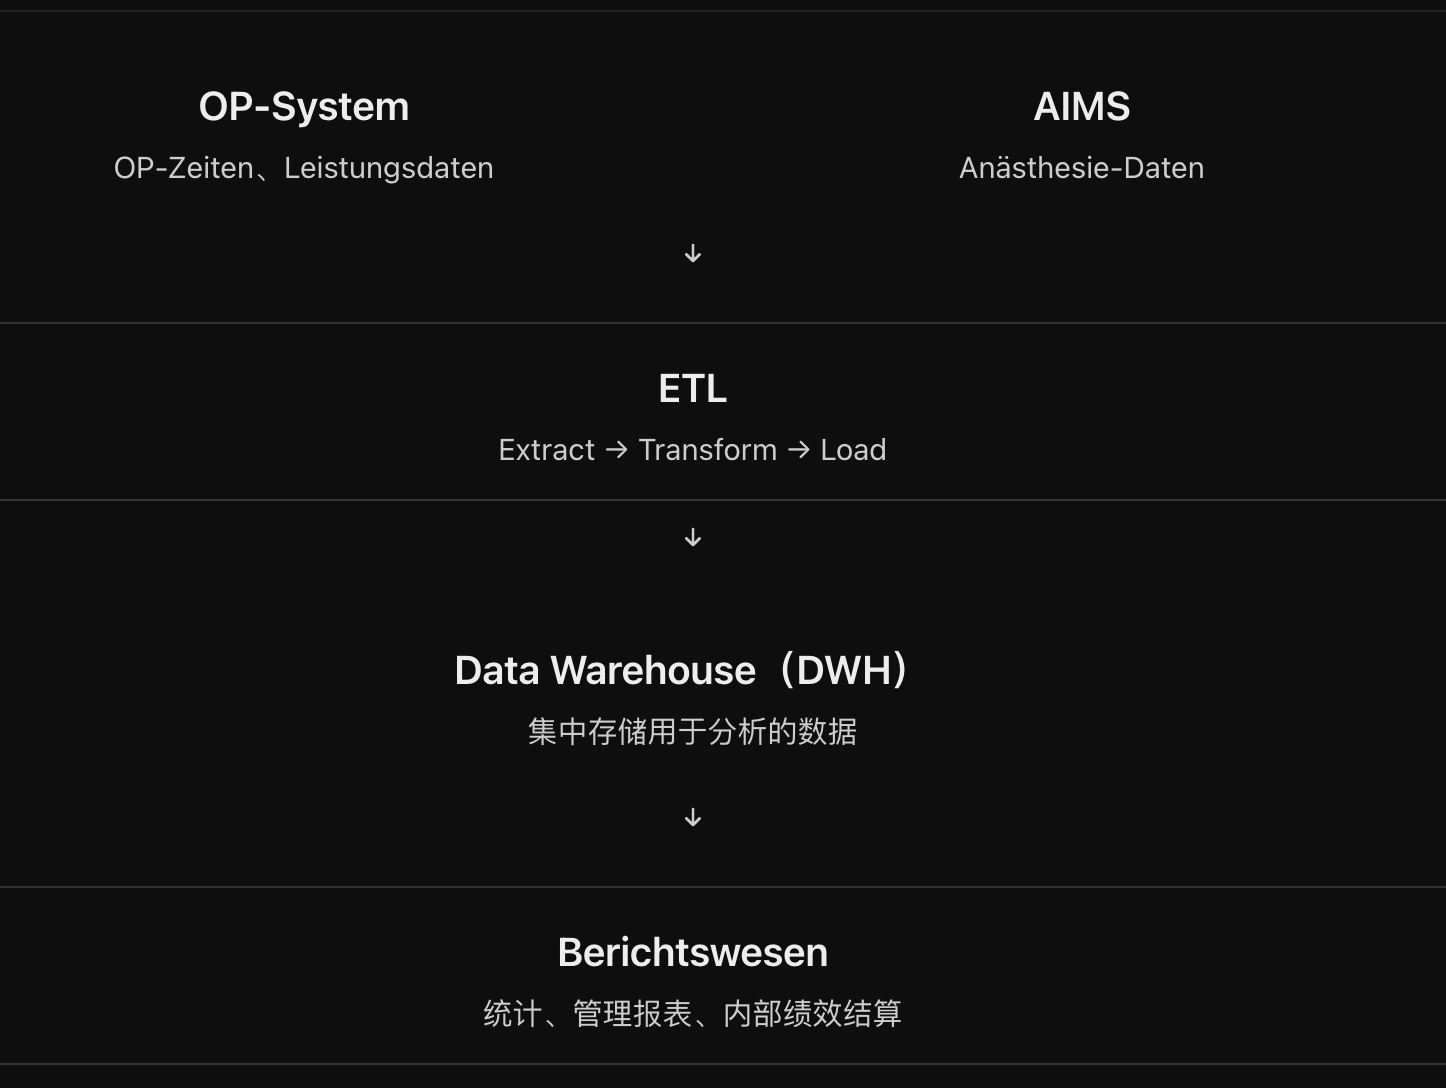 OP-System
AIMS
OP-Zeiten、Leistungsdaten
Anästhesie-Daten
↓
ETL
Extract → Transform → Load
↓
Data Warehouse（DWH）
集中存储用于分析的数据
↓
Berichtswesen
统计、管理报表、内部绩效结算